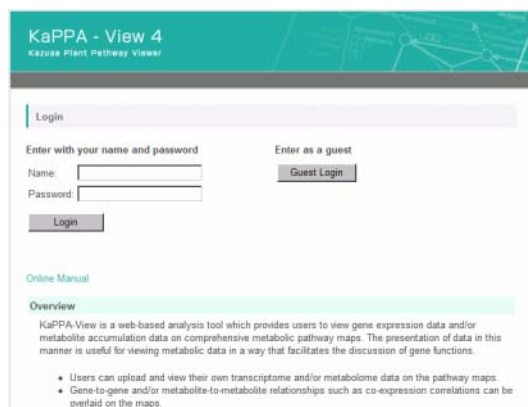 KaPPA - View 4
Kazusa Plant Pathway Viewer
Login
Enter with your name and password
Enter as a guest
Name:
Guest Login
Password:
Login
Online Manual
Overview
KaPPA-View is a web-based analysis tool which provides users to view gene expression data and/or
metabolite accumulation data on comprehensive metabolic pathway maps. The presentation of data in this
manner is useful for viewing metabolic data in a way that facilitates the discussion of gene functions.
Users can upload and view their own transcriptome and/or metabolome data on the pathway maps.
Gene-to-gene and/or metabolite-to-metabolite relationships such as co-expression correlations can be
overlaid on the maps.